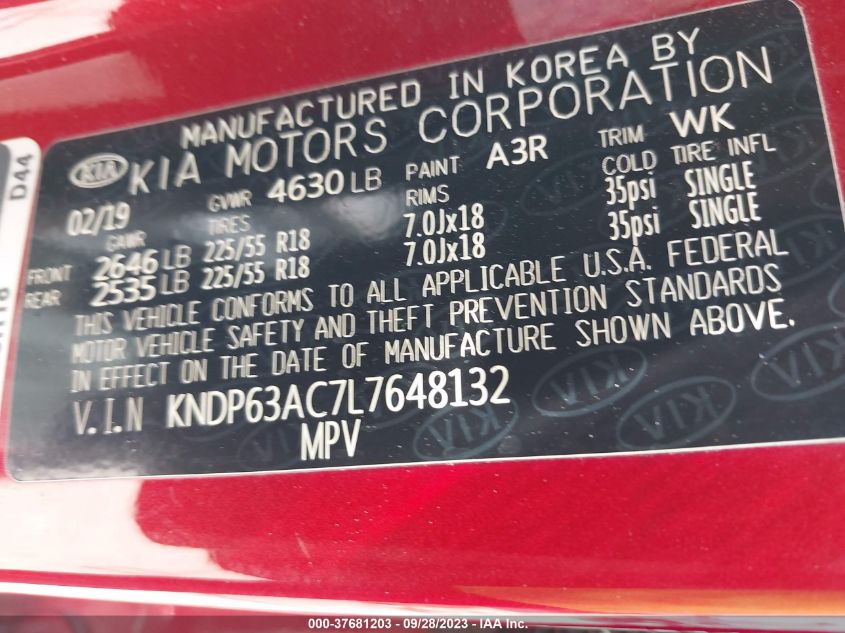 MANUFACTURED IN KOREA BY
KIA KIA MOTORS CORPORATION
02/19 GVWR 4630 LB PAINT A3R TRIM WK
GAWR TIRES RIMS COLD TIRE INFL
FRONT 2646 LB 225/55 R18 7.0Jx18 35psi SINGLE
REAR 2535 LB 225/55 R18 7.0Jx18 35psi SINGLE
THIS VEHICLE CONFORMS TO ALL APPLICABLE U.S.A. FEDERAL
MOTOR VEHICLE SAFETY AND THEFT PREVENTION STANDARDS
IN EFFECT ON THE DATE OF MANUFACTURE SHOWN ABOVE.
V.I.N KNDP63AC7L7648132
MPV
D44
000-37681203 - 09/28/2023 - IAA Inc.